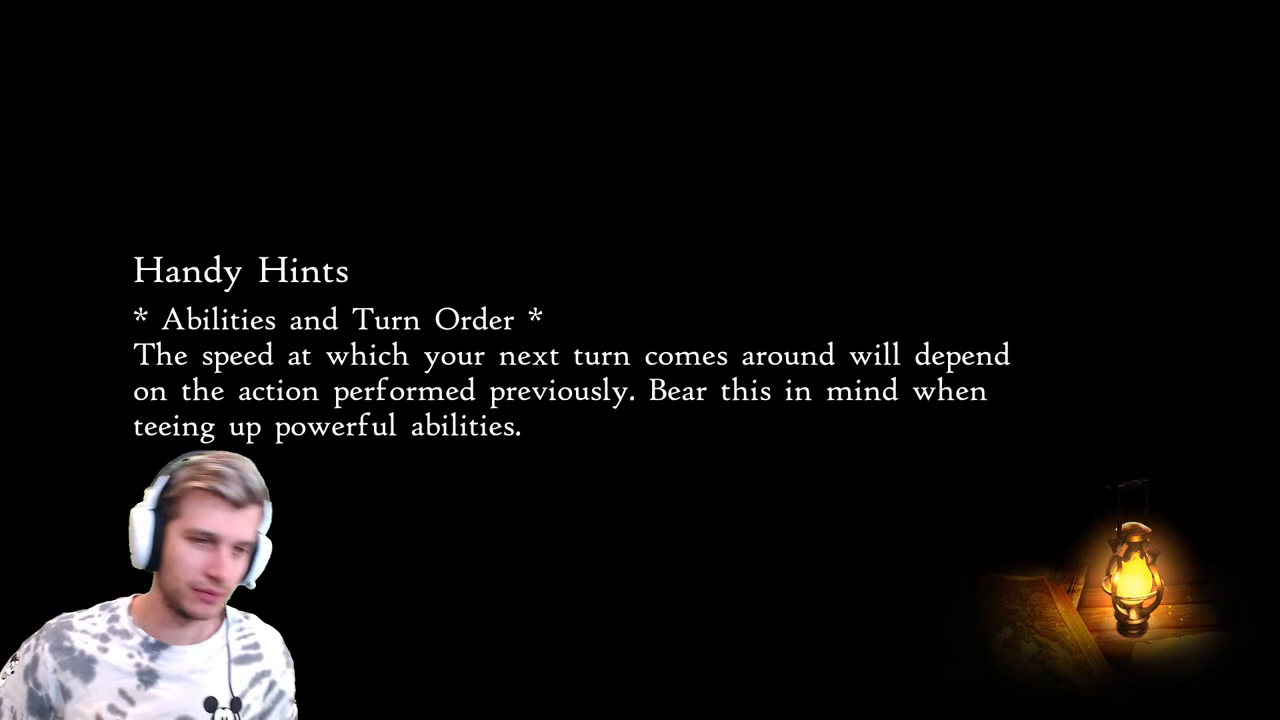 Handy Hints
* Abilities and Turn Order *
The speed at which your next turn comes around will depend
on the action performed previously. Bear this in mind when
teeing up powerful abilities.